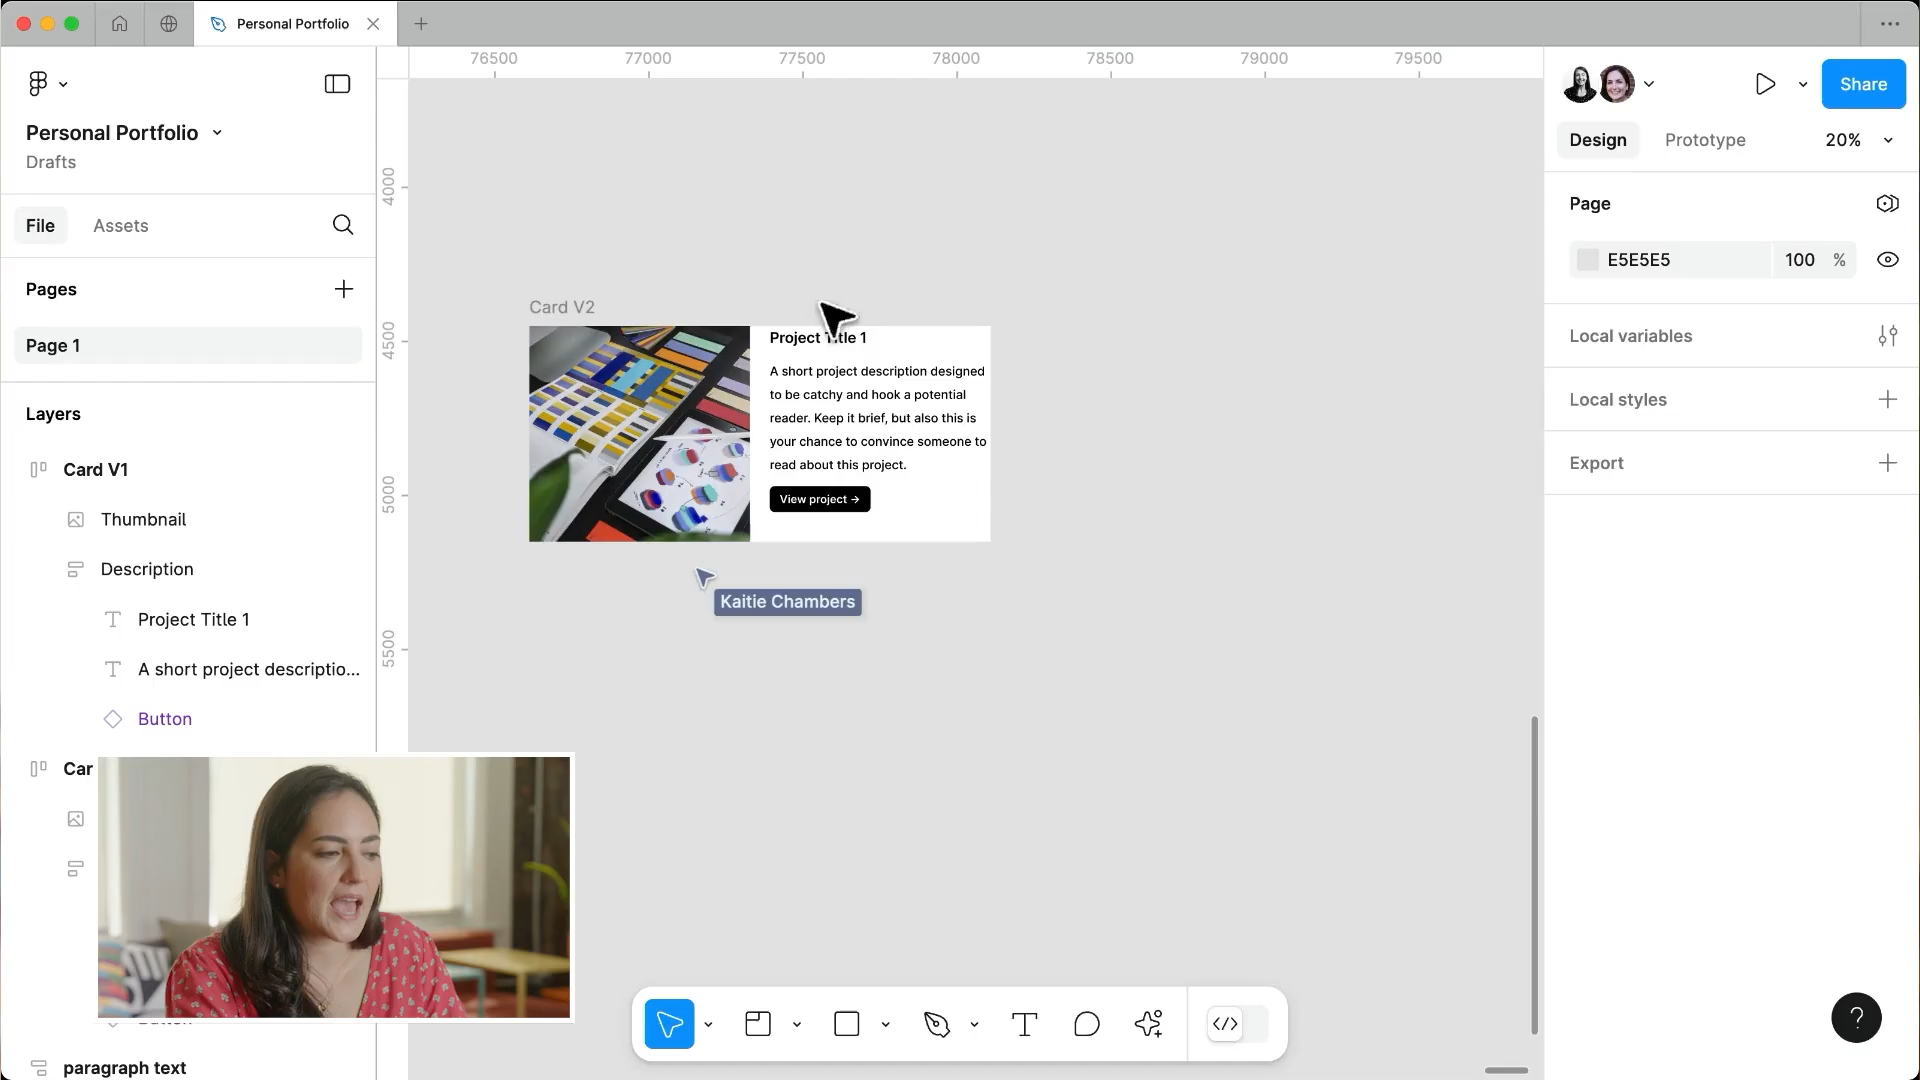 Personal Portfolio
76500 77000 77500 78000 78500 79000 79500
Share
Personal Portfolio
Drafts
Design Prototype 20%
File Assets
Page
E5E5E5 100 %
Pages
Page 1
Local variables
Local styles
Export
Layers
Card V1
Thumbnail
Description
Project Title 1
A short project descriptio...
Button
Car
paragraph text
4000
4500
5000
5500
Card V2
Project Title 1
A short project description designed
to be catchy and hook a potential
reader. Keep it brief, but also this is
your chance to convince someone to
read about this project.
View project →
Kaitie Chambers